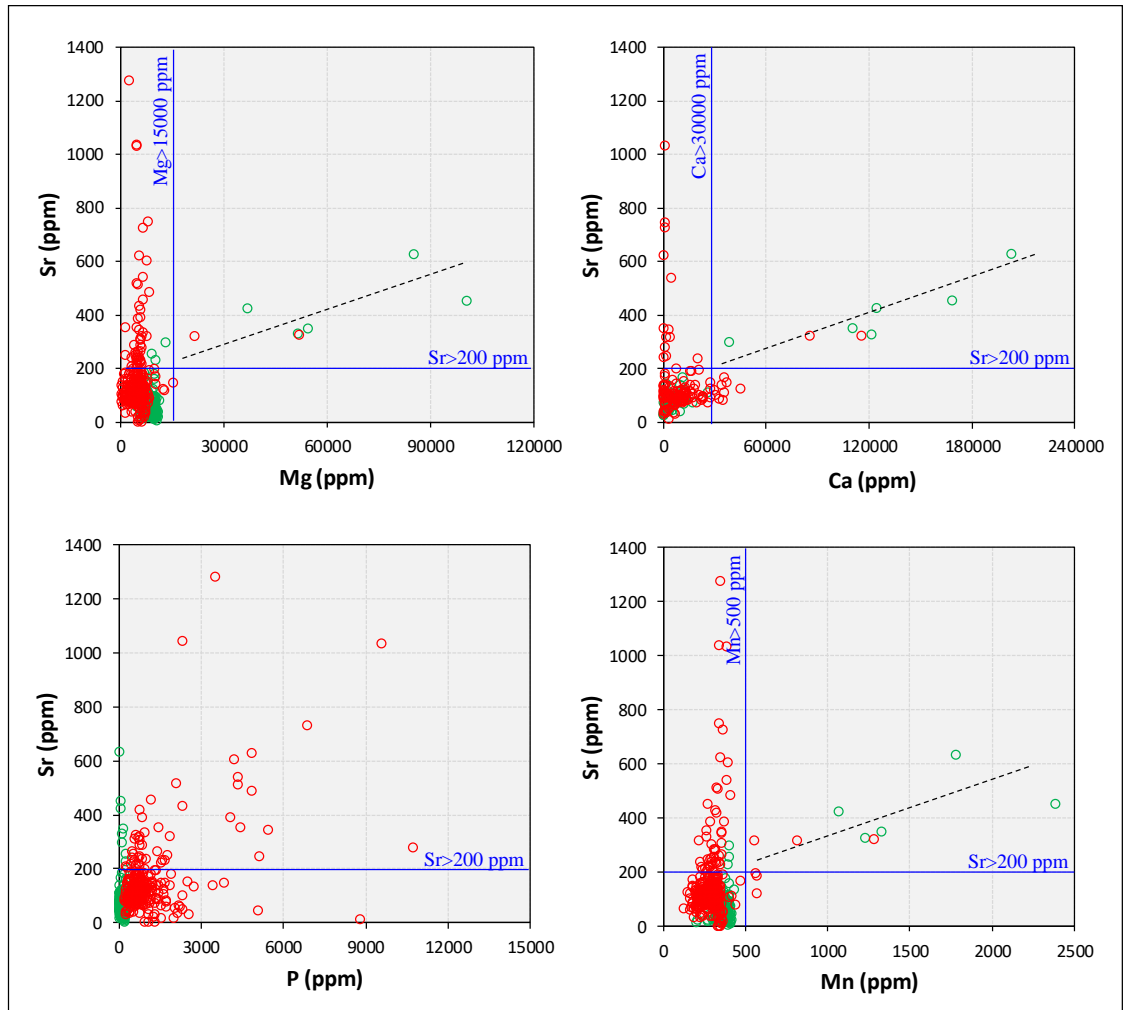 1400
1200
1000
800
600
400
200
0
Sr (ppm)
Mg>15000 ppm
Sr>200 ppm
0 30000 60000 90000 120000
Mg (ppm)
1400
1200
1000
800
600
400
200
0
Sr (ppm)
Ca>30000 ppm
Sr>200 ppm
0 60000 120000 180000 240000
Ca (ppm)
1400
1200
1000
800
600
400
200
0
Sr (ppm)
Sr>200 ppm
0 3000 6000 9000 12000 15000
P (ppm)
1400
1200
1000
800
600
400
200
0
Sr (ppm)
Mn>500 ppm
Sr>200 ppm
0 500 1000 1500 2000 2500
Mn (ppm)